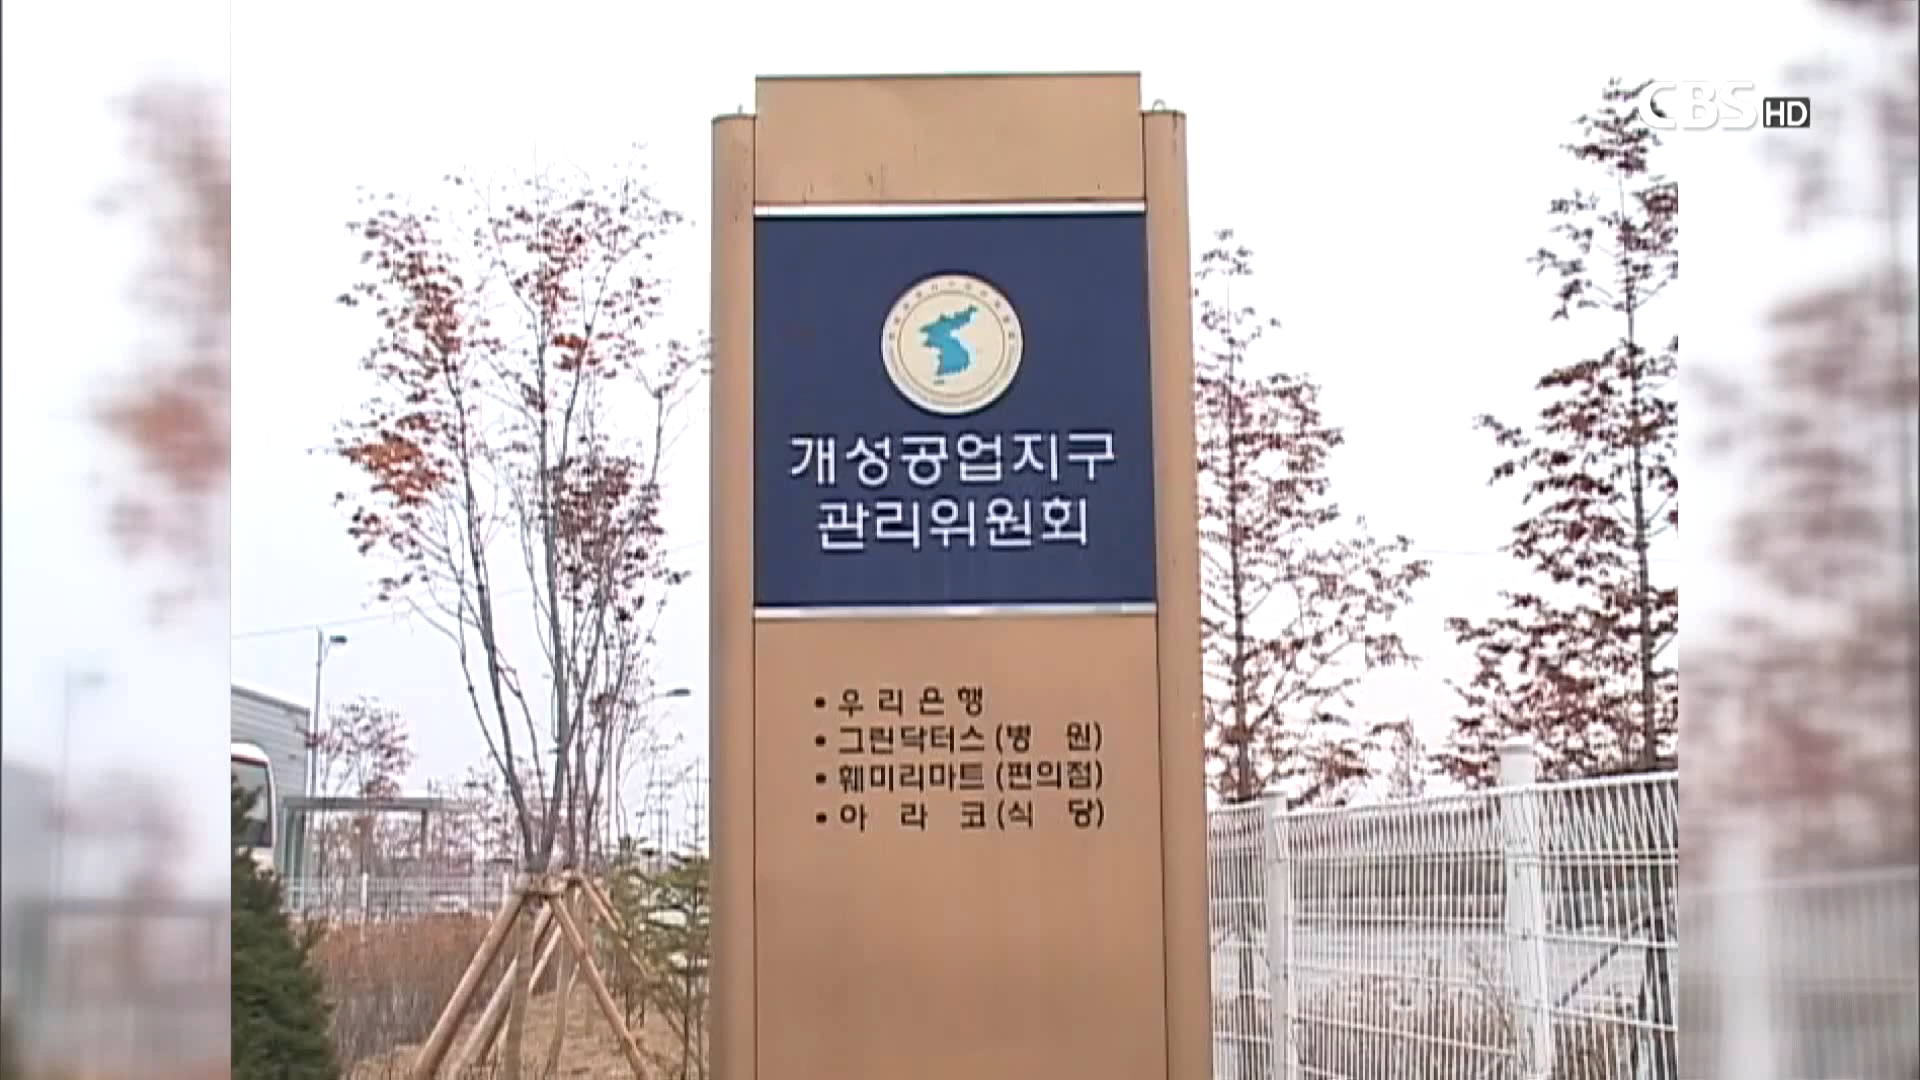 CBS HD
개성공업지구
관리위원회
• 우리은행
• 그린닥터스 (병 원)
• 훼미리마트 (편의점)
• 아 라 코 (식 당)